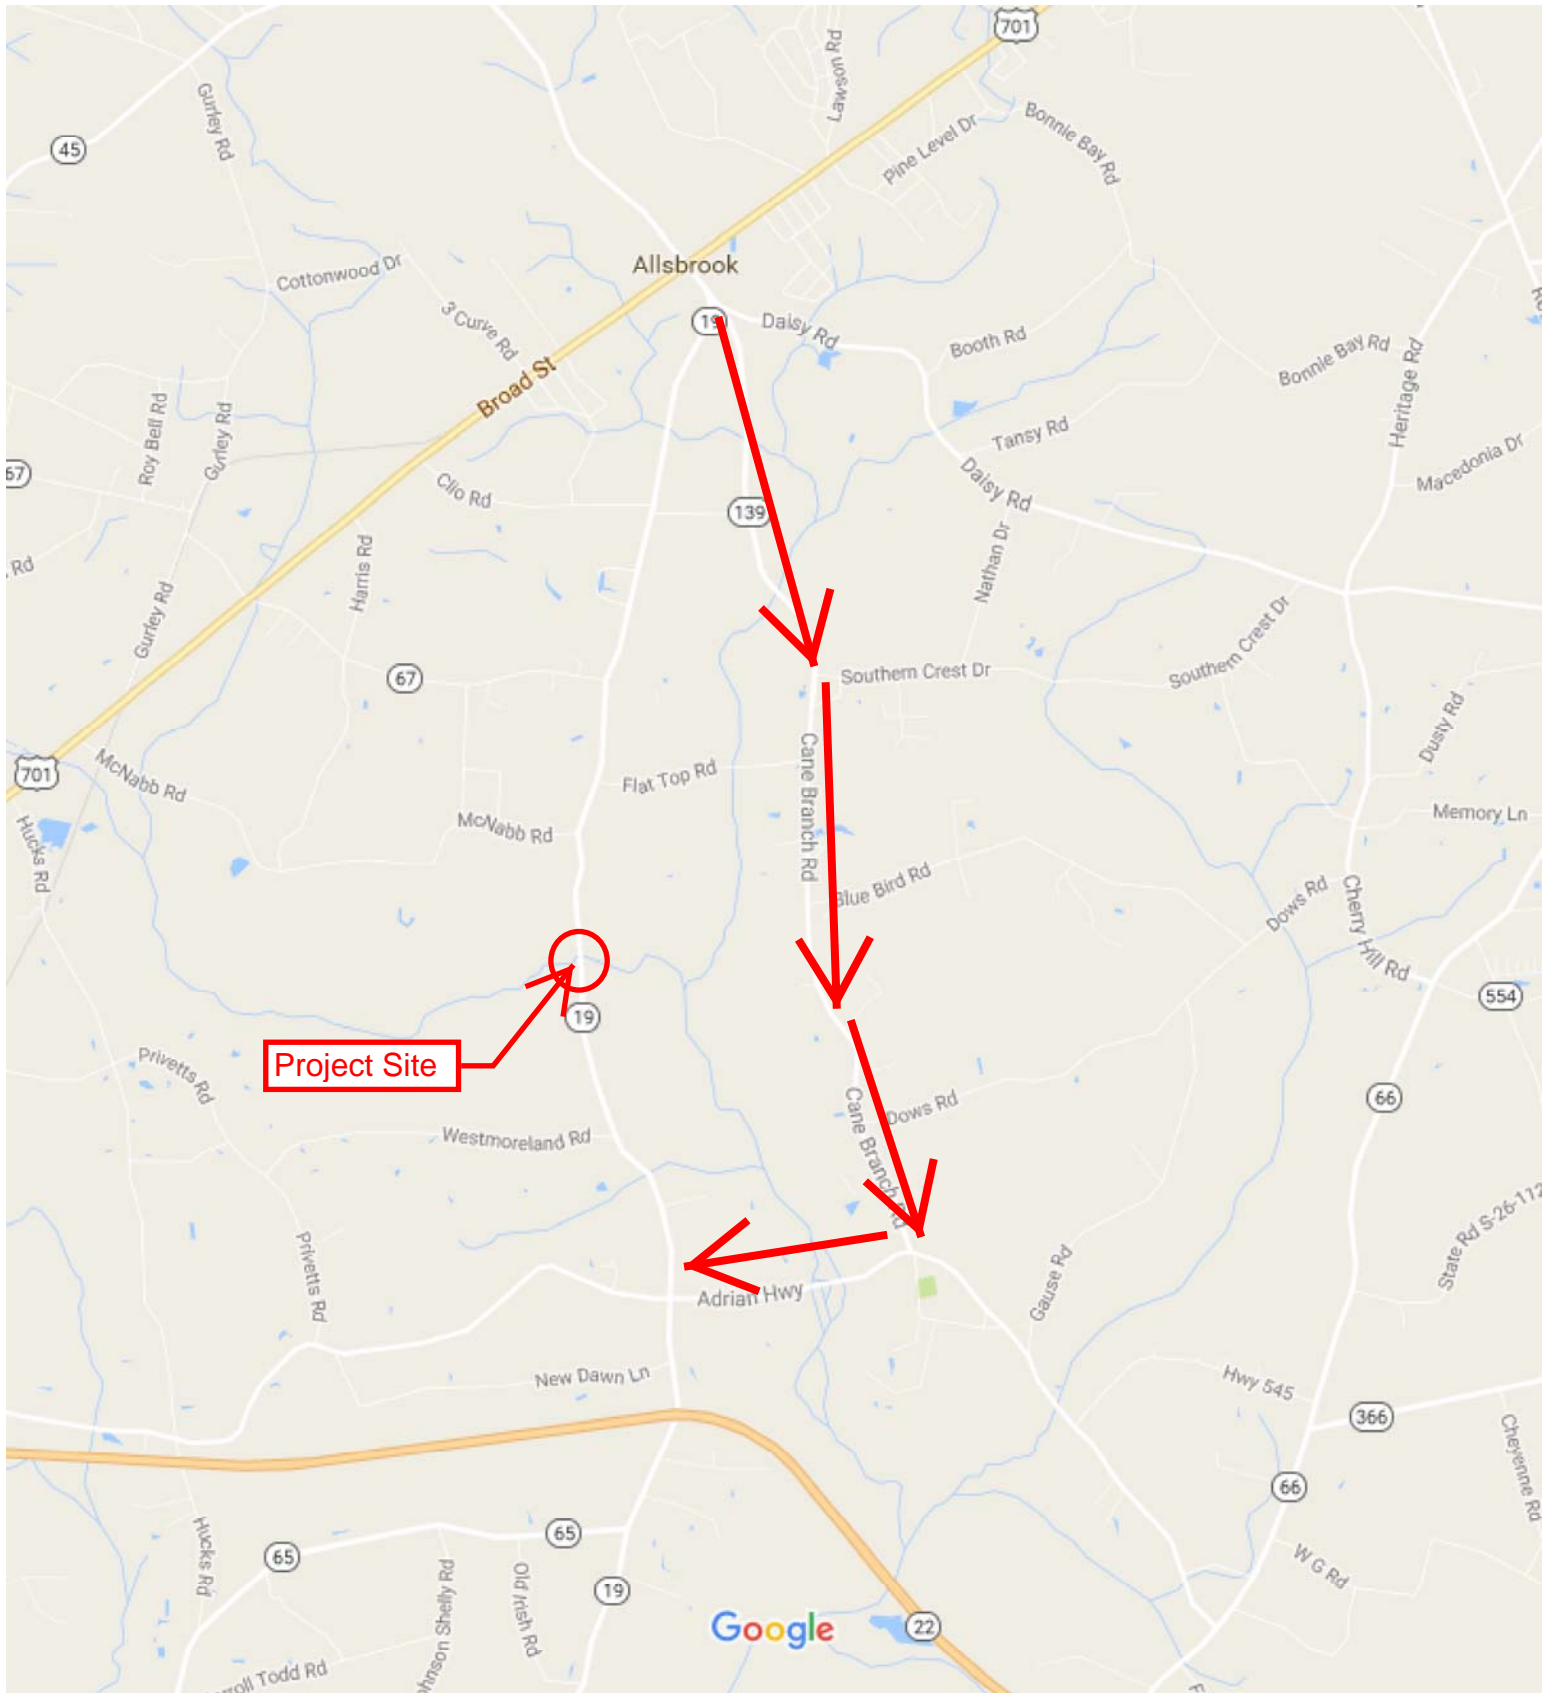 701
Lawson Rd
Gurley Rd
45
Pine Level Dr
Bonnie Bay Rd
Allsbrook
Cottonwood Dr
3 Curve Rd
19
Daisy Rd
Booth Rd
Bonnie Bay Rd
Heritage Rd
Broad St
Roy Bell Rd
Gurley Rd
Tansy Rd
Macedonia Dr
67
Clio Rd
Daisy Rd
139
Rd
Harris Rd
Nathan Dr
Gurley Rd
Southern Crest Dr
67
Southern Crest Dr
Dusty Rd
701
McNabb Rd
Flat Top Rd
Cane Branch Rd
Memory Ln
Hucks Rd
McNabb Rd
Blue Bird Rd
Dows Rd
Cherry Hill Rd
554
19
Project Site
Privetts Rd
66
Dows Rd
Cane Branch Rd
Westmoreland Rd
State Rd S-26-112
Privetts Rd
Gause Rd
Adrian Hwy
New Dawn Ln
Hwy 545
366
Cheyenne Rd
66
Hucks Rd
65
65
Old Irish Rd
W G Rd
19
Johnson Shelly Rd
Google
22
Todd Rd